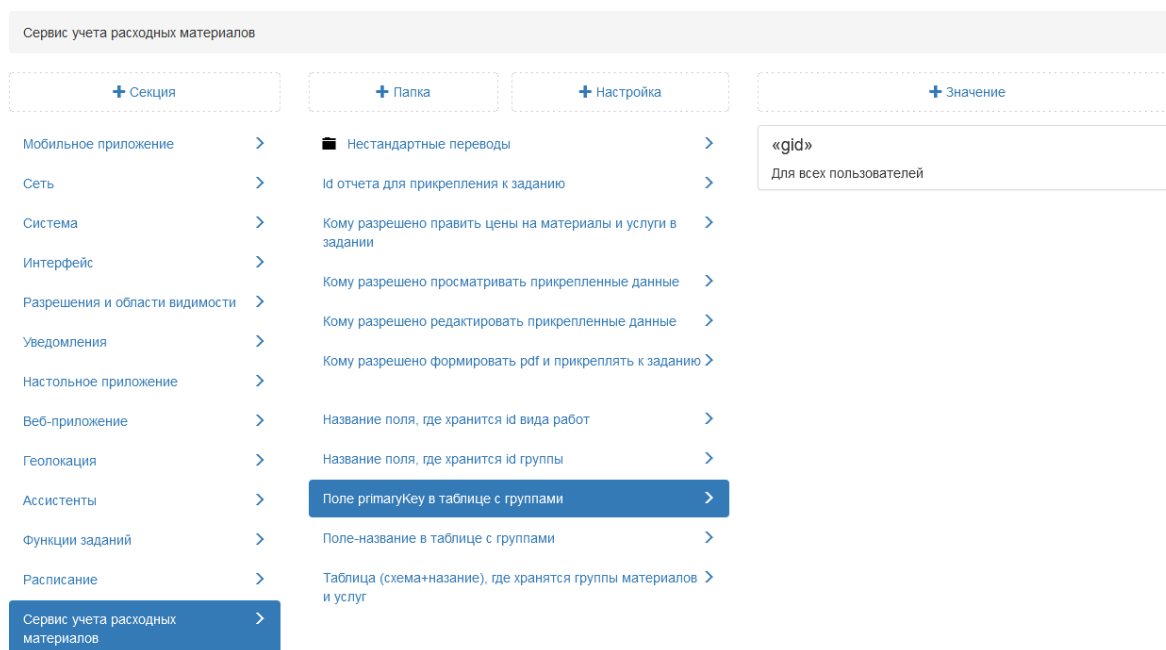 Сервис учета расходных материалов
+ Секция
+ Папка
+ Настройка
+ Значение
Мобильное приложение
Сеть
Система
Интерфейс
Разрешения и области видимости
Уведомления
Настольное приложение
Веб-приложение
Геолокация
Ассистенты
Функции заданий
Расписание
Сервис учета расходных
материалов
Нестандартные переводы
Id отчета для прикрепления к заданию
Кому разрешено править цены на материалы и услуги в
задании
Кому разрешено просматривать прикрепленные данные
Кому разрешено редактировать прикрепленные данные
Кому разрешено формировать pdf и прикреплять к заданию
Название поля, где хранится id вида работ
Название поля, где хранится id группы
Поле primaryKey в таблице с группами
Поле-название в таблице с группами
Таблица (схема+назание), где хранятся группы материалов
и услуг
«gid»
Для всех пользователей